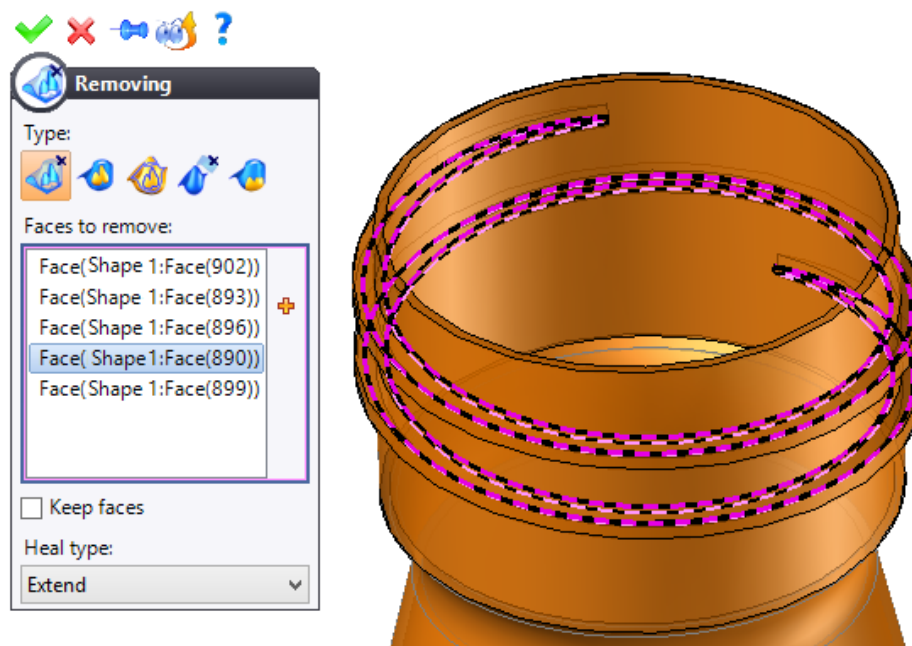 ?
Removing
Type:
Faces to remove:
Face(Shape 1:Face(902))
Face(Shape 1:Face(893))
Face(Shape 1:Face(896))
Face( Shape 1:Face(890))
Face(Shape 1:Face(899))
Keep faces
Heal type:
Extend